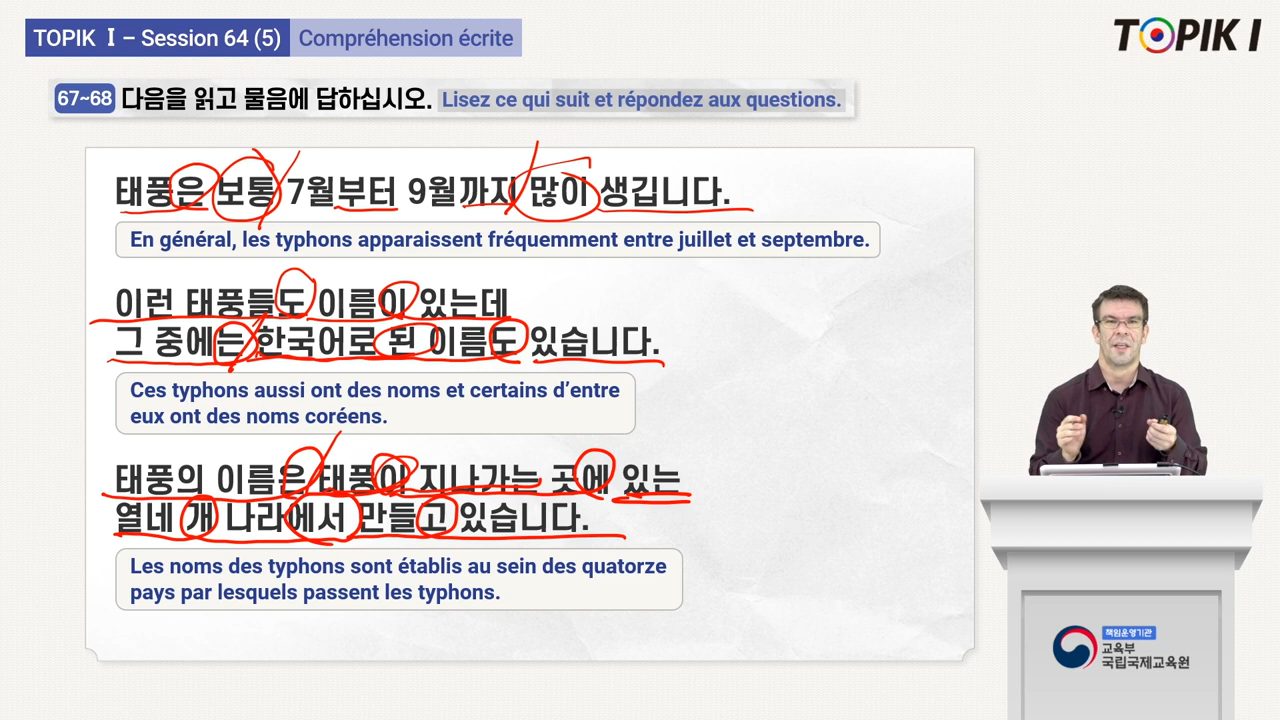 TOPIK Ⅰ – Session 64 (5) Compréhension écrite
TOPIK I
67~68 다음을 읽고 물음에 답하십시오. Lisez ce qui suit et répondez aux questions.
태풍은 보통 7월부터 9월까지 많이 생깁니다.
En général, les typhons apparaissent fréquemment entre juillet et septembre.
이런 태풍들도 이름이 있는데
그 중에는 한국어로 된 이름도 있습니다.
Ces typhons aussi ont des noms et certains d’entre
eux ont des noms coréens.
태풍의 이름은 태풍이 지나가는 곳에 있는
열네 개 나라에서 만들고 있습니다.
Les noms des typhons sont établis au sein des quatorze
pays par lesquels passent les typhons.
책임운영기관
교육부
국립국제교육원